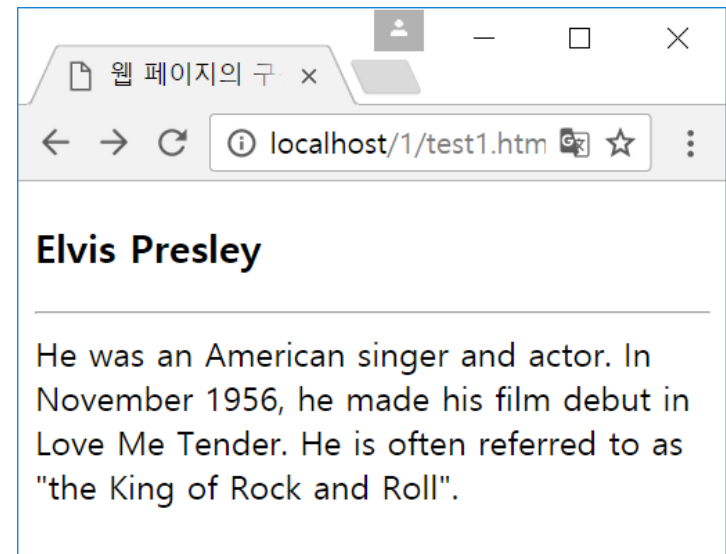 웹 페이지의 구
localhost/1/test1.htm
Elvis Presley
He was an American singer and actor. In
November 1956, he made his film debut in
Love Me Tender. He is often referred to as
"the King of Rock and Roll".